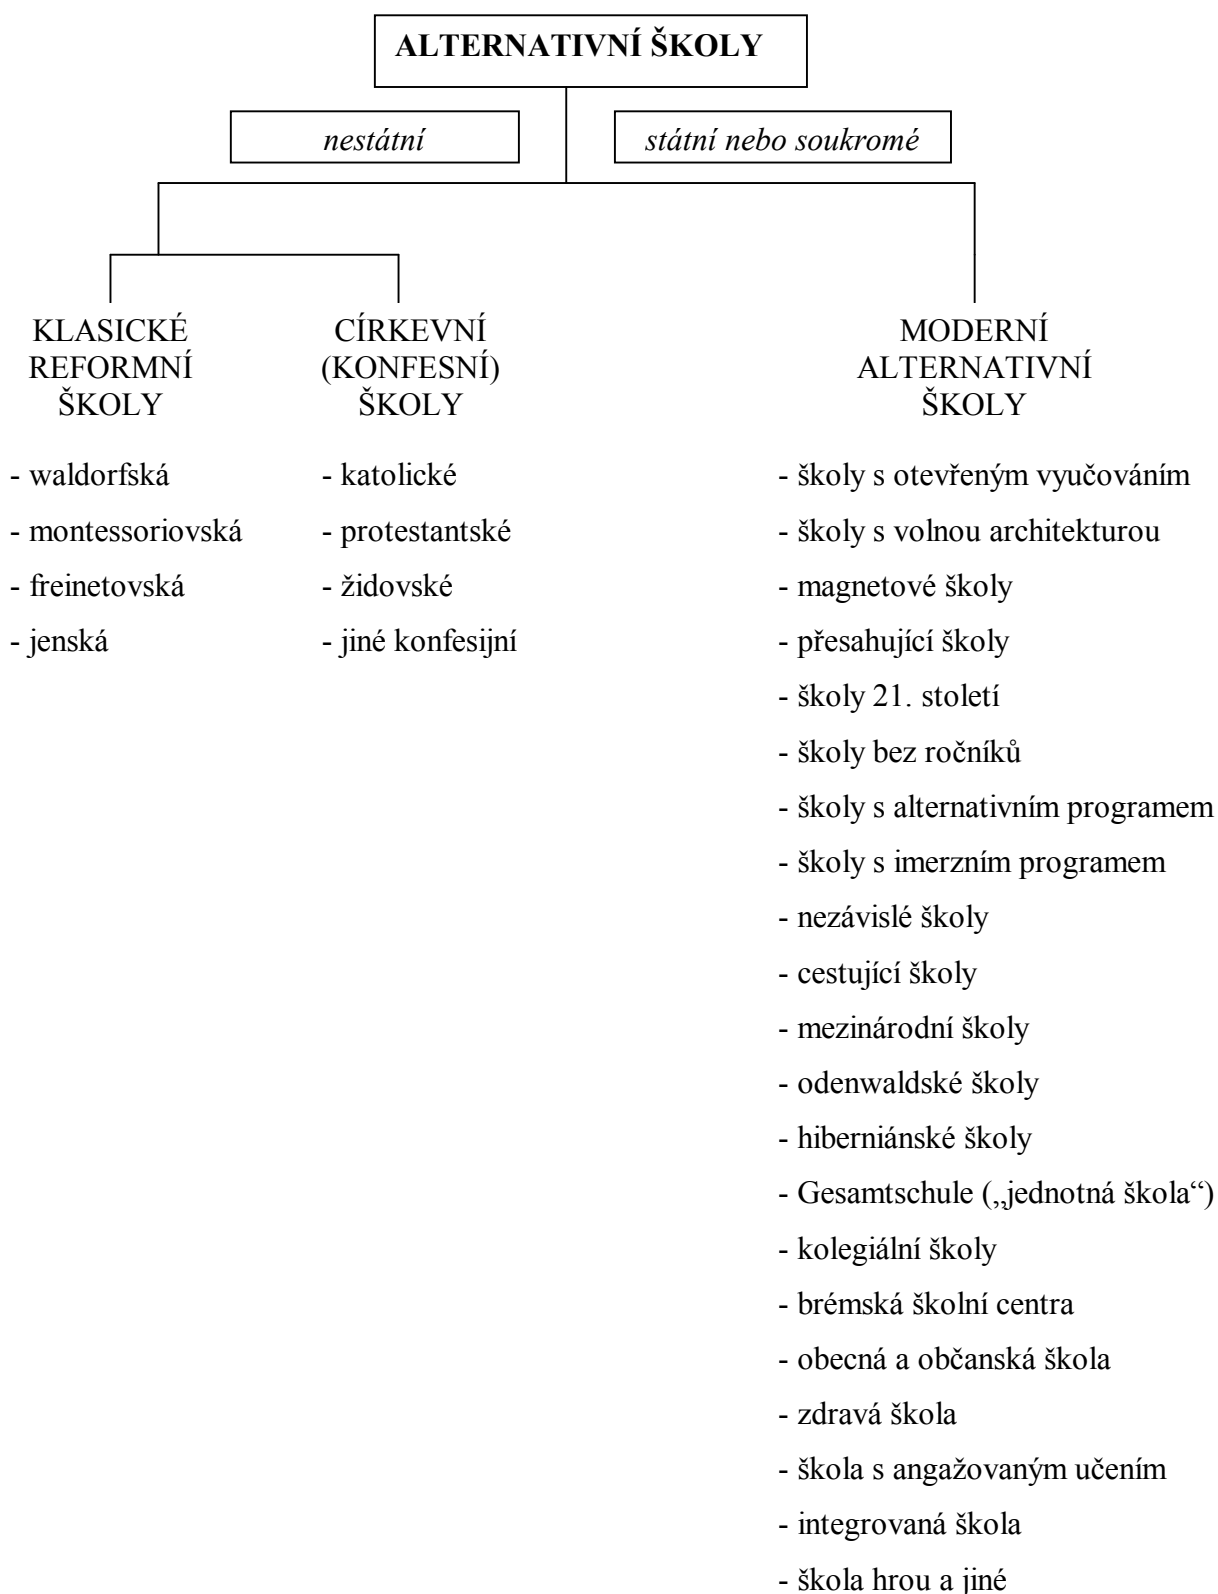 ALTERNATIVNÍ ŠKOLY
nestátní
státní nebo soukromé
KLASICKÉ
REFORMNÍ
ŠKOLY
- waldorfská
- montessoriovská
- freinetovská
- jenská
CÍRKEVNÍ
(KONFESNÍ)
ŠKOLY
- katolické
- protestantské
- židovské
- jiné konfesijní
MODERNÍ
ALTERNATIVNÍ
ŠKOLY
- školy s otevřeným vyučováním
- školy s volnou architekturou
- magnetové školy
- přesahující školy
- školy 21. století
- školy bez ročníků
- školy s alternativním programem
- školy s imerzním programem
- nezávislé školy
- cestující školy
- mezinárodní školy
- odenwaldské školy
- hiberniánské školy
- Gesamtschule („jednotná škola“)
- kolegiální školy
- brémská školní centra
- obecná a občanská škola
- zdravá škola
- škola s angažovaným učením
- integrovaná škola
- škola hrou a jiné